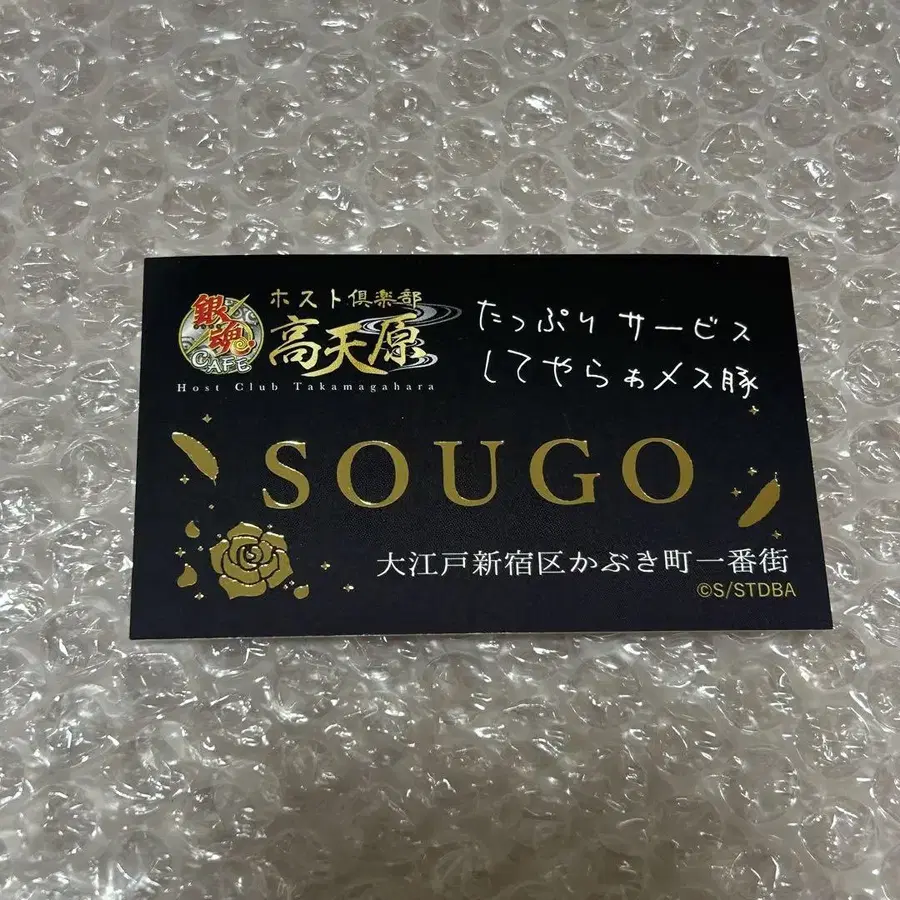 銀魂
CAFE
ホスト倶楽部
高天原
Host Club Takamagahara
たっぷり サービス
してやらぁメス豚
SOUGO
大江戸新宿区かぶき町一番街
©S/STDBA